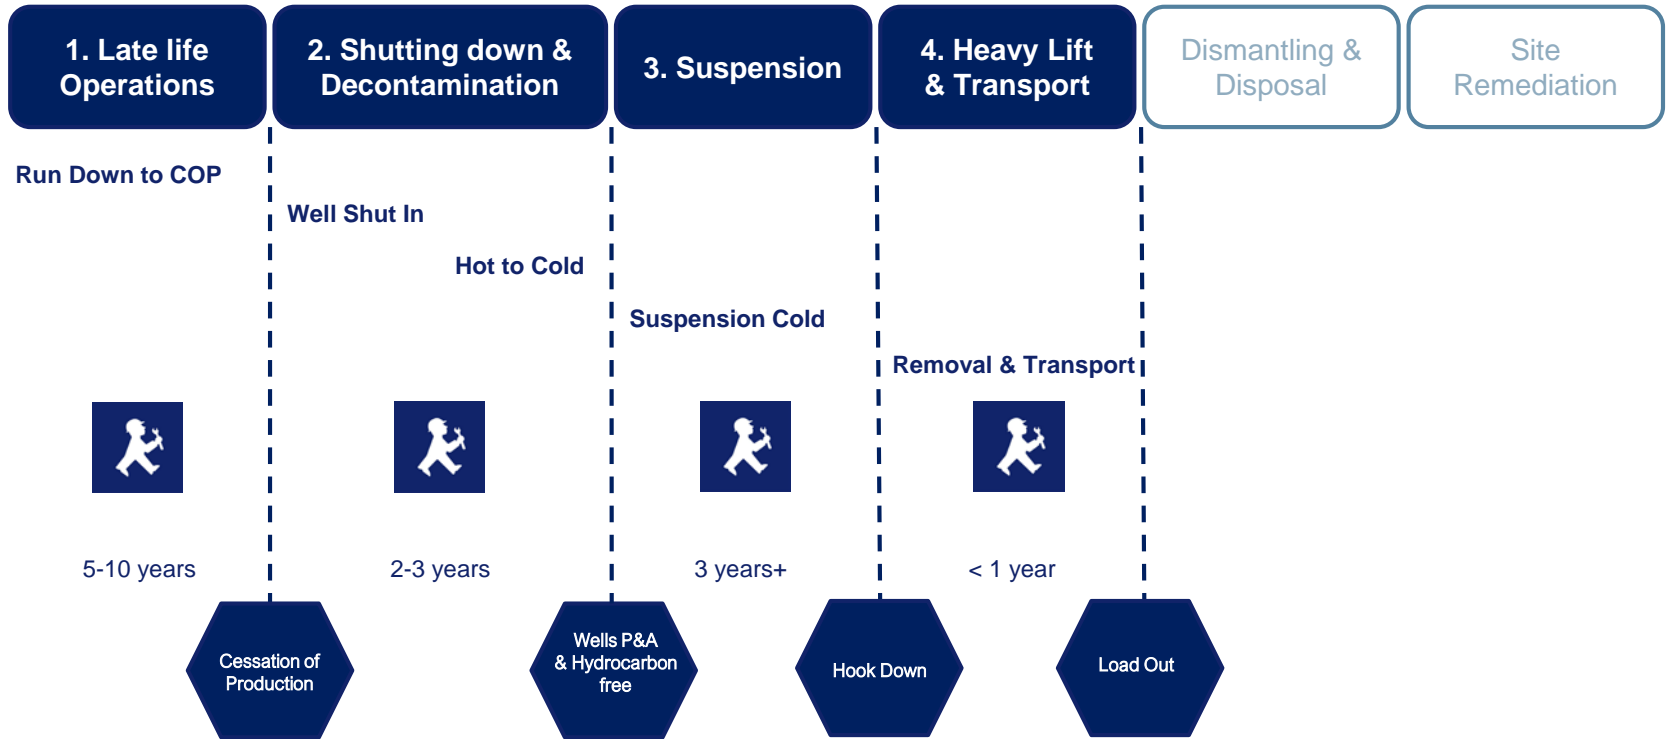 1. Late life
Operations
2. Shutting down &
Decontamination
3. Suspension
4. Heavy Lift
& Transport
Dismantling &
Disposal
Site
Remediation
Run Down to COP
Well Shut In
Hot to Cold
Suspension Cold
Removal & Transport
5-10 years
2-3 years
3 years+
< 1 year
Cessation of
Production
Wells P&A
& Hydrocarbon
free
Hook Down
Load Out